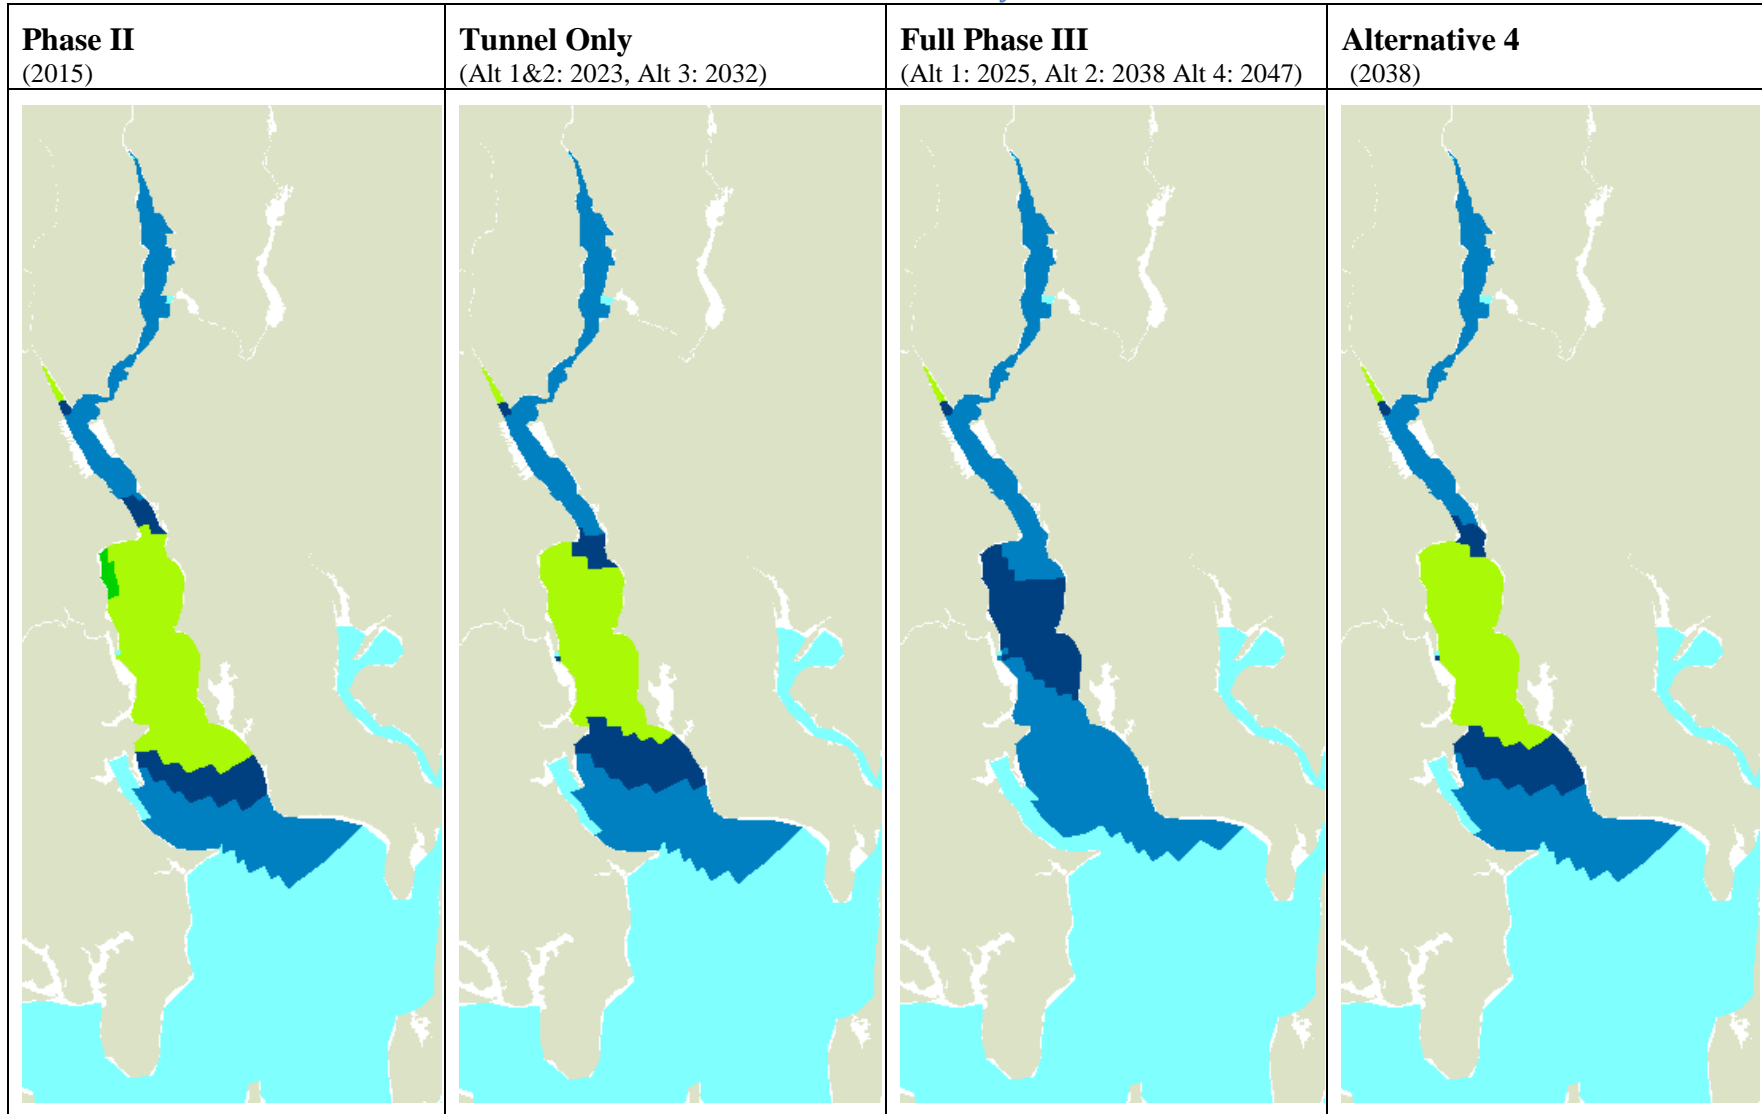 Phase II
(2015)
Tunnel Only
(Alt 1&2: 2023, Alt 3: 2032)
Full Phase III
(Alt 1: 2025, Alt 2: 2038 Alt 4: 2047)
Alternative 4
(2038)